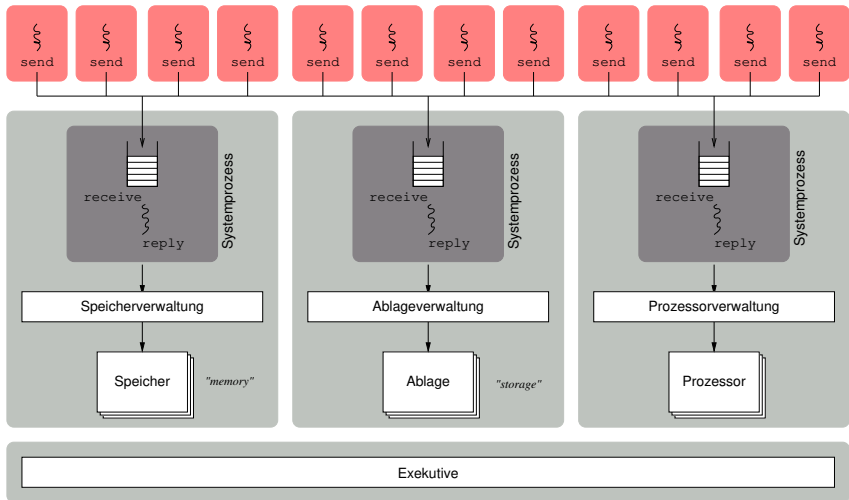 send send send send send send send send send send send send
Systemprozess Systemprozess Systemprozess
receive receive receive
reply reply reply
Speicherverwaltung Ablageverwaltung Prozessorverwaltung
Speicher "memory" Ablage "storage" Prozessor
Exekutive